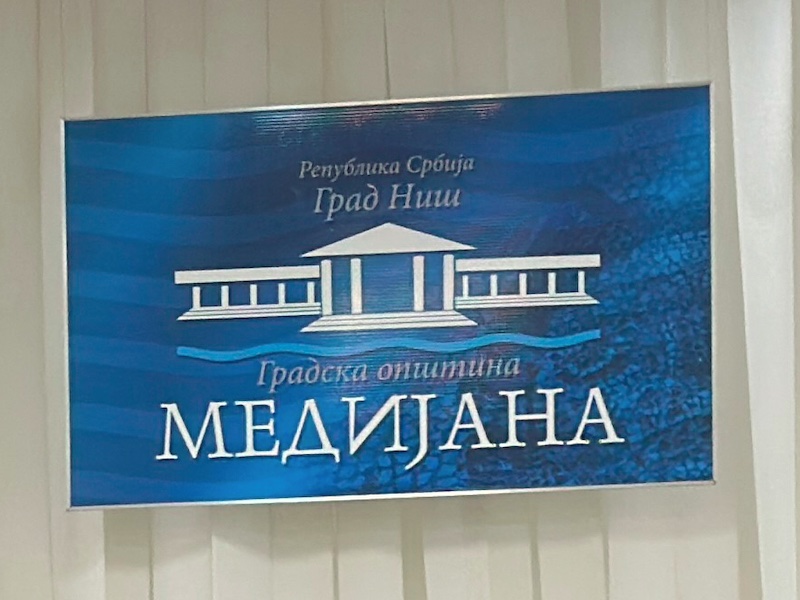 Република Србија
Град Ниш
Градска општина
МЕДИЈАНА